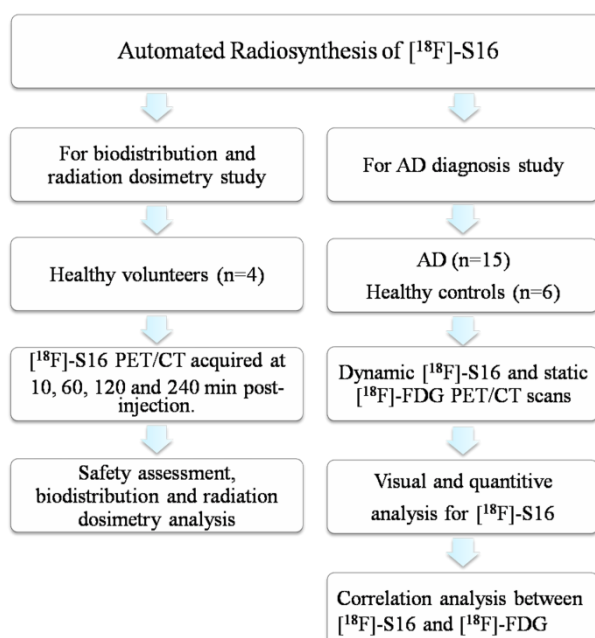 Automated Radiosynthesis of [¹⁸F]-S16
For biodistribution and
radiation dosimetry study
Healthy volunteers (n=4)
[¹⁸F]-S16 PET/CT acquired at
10, 60, 120 and 240 min post-
injection.
Safety assessment,
biodistribution and radiation
dosimetry analysis
For AD diagnosis study
AD (n=15)
Healthy controls (n=6)
Dynamic [¹⁸F]-S16 and static
[¹⁸F]-FDG PET/CT scans
Visual and quantitive
analysis for [¹⁸F]-S16
Correlation analysis between
[¹⁸F]-S16 and [¹⁸F]-FDG